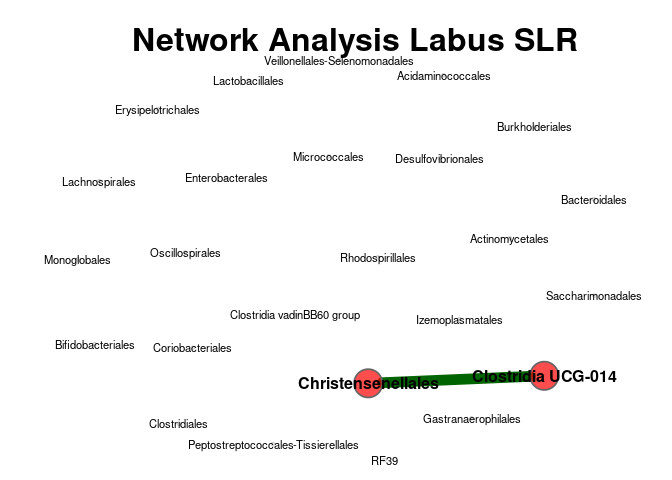 Network Analysis Labus SLR
Veillonellales-Selenomonadales
Acidaminococcales
Lactobacillales
Erysipelotrichales
Burkholderiales
Micrococcales
Desulfovibrionales
Enterobacterales
Lachnospirales
Bacteroidales
Actinomycetales
Oscillospirales
Rhodospirillales
Monoglobales
Saccharimonadales
Clostridia vadinBB60 group
Izemoplasmatales
Bifidobacteriales
Coriobacteriales
Clostridia UCG-014
Christensenellales
Gastranaerophilales
Clostridiales
Peptostreptococcales-Tissierellales
RF39